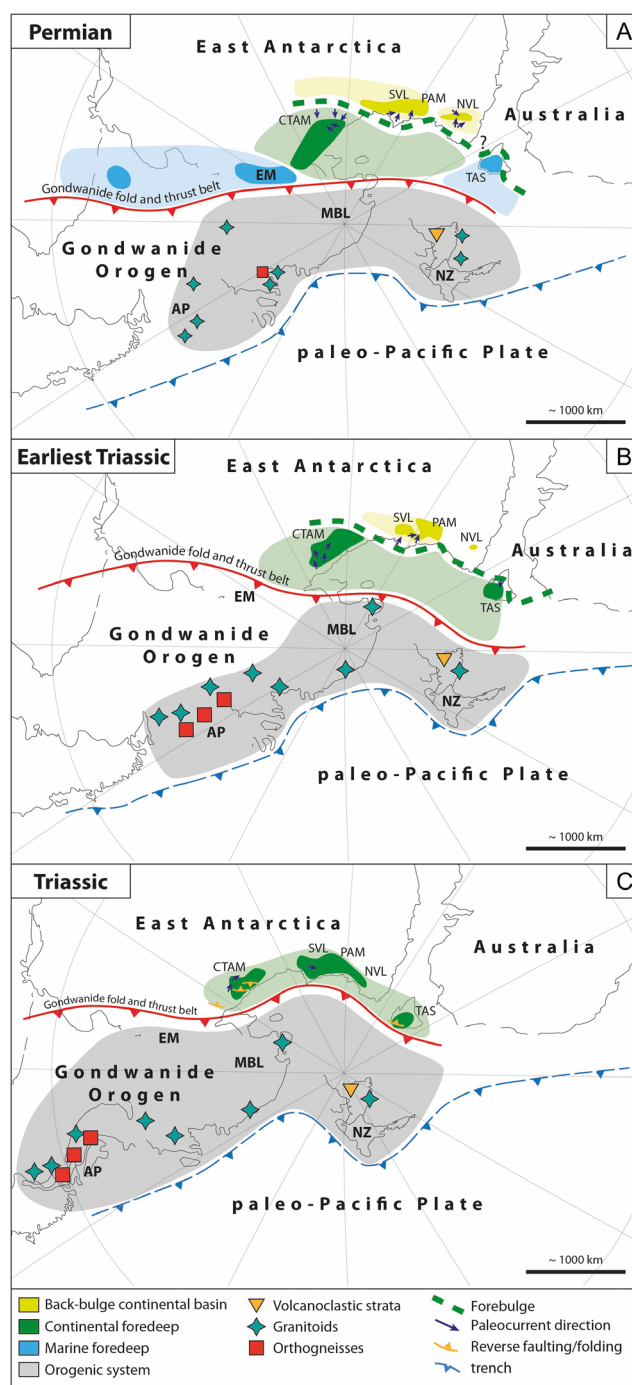 Permian
A
East Antarctica
SVL
PAM
NVL
CTAM
Australia
?
TAS
EM
Gondwanide fold and thrust belt
MBL
Gondwanide
Orogen
NZ
AP
paleo-Pacific Plate
~ 1000 km
Earliest Triassic
B
East Antarctica
SVL
PAM
CTAM
NVL
Australia
Gondwanide fold and thrust belt
EM
TAS
Gondwanide
Orogen
MBL
NZ
AP
paleo-Pacific Plate
~ 1000 km
Triassic
C
East Antarctica
SVL
PAM
Australia
CTAM
NVL
Gondwanide fold and thrust belt
TAS
EM
MBL
Gondwanide
Orogen
NZ
AP
paleo-Pacific Plate
~ 1000 km
Back-bulge continental basin
Continental foredeep
Marine foredeep
Orogenic system
Volcanoclastic strata
Granitoids
Orthogneisses
Forebulge
Paleocurrent direction
Reverse faulting/folding
trench